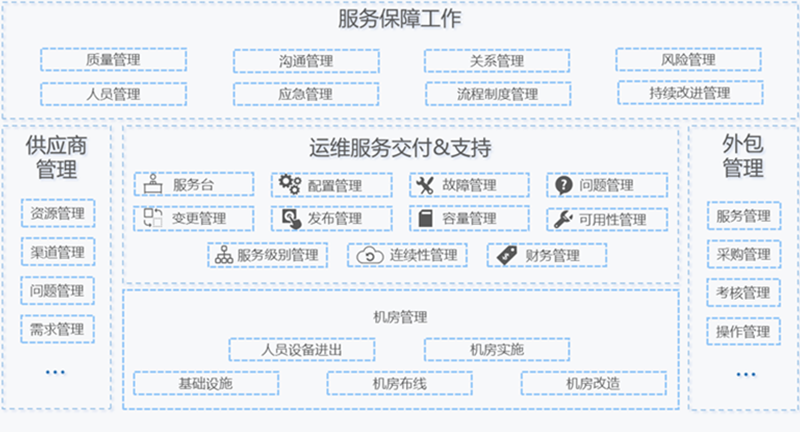 服务保障工作
质量管理 沟通管理 关系管理 风险管理
人员管理 应急管理 流程制度管理 持续改进管理
供应商
管理
资源管理
渠道管理
问题管理
需求管理
...
运维服务交付&支持
服务台 配置管理 故障管理 问题管理
变更管理 发布管理 容量管理 可用性管理
服务级别管理 连续性管理 财务管理
机房管理
人员设备进出 机房实施
基础设施 机房布线 机房改造
外包
管理
服务管理
采购管理
考核管理
操作管理
...